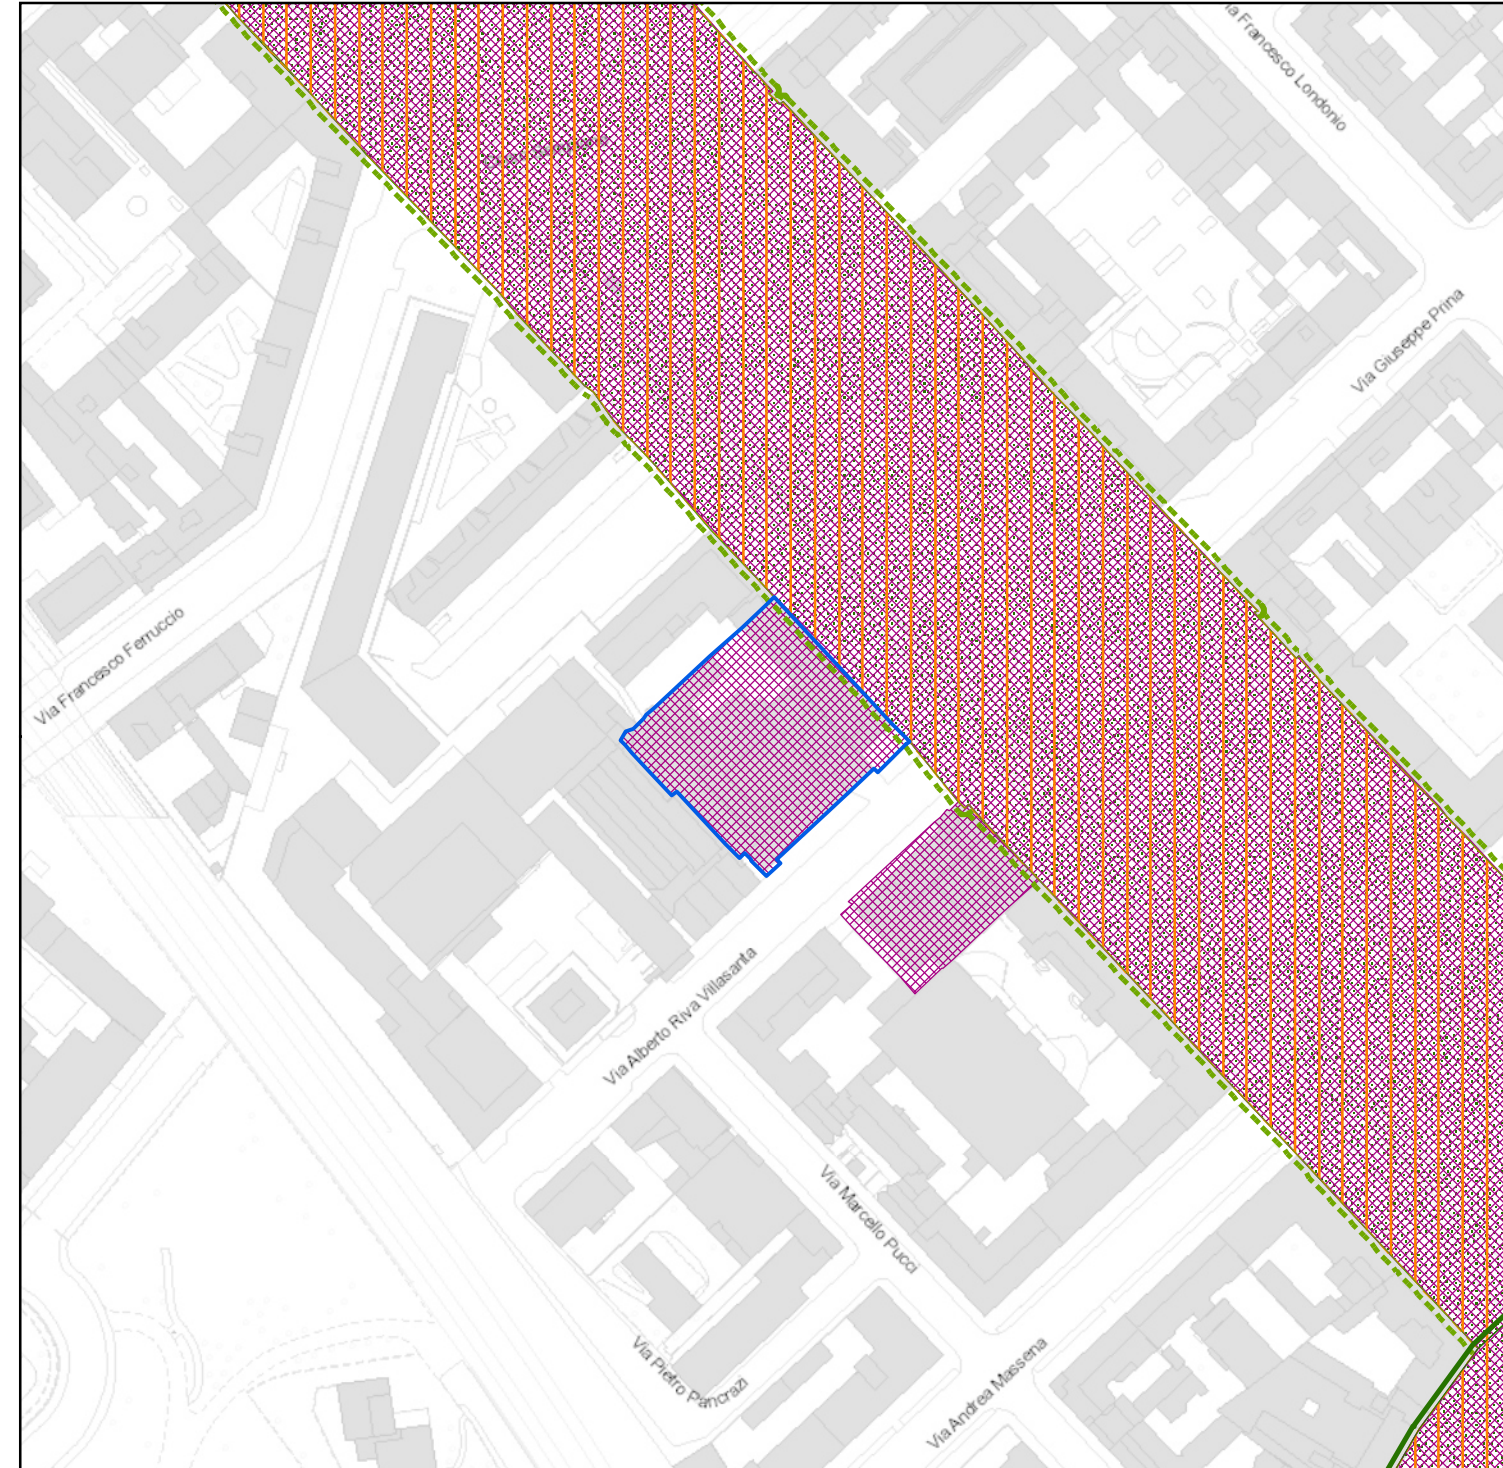 Via Francesco Londonio
Via Giuseppe Prina
Via Francesco Ferruccio
Via Alberto Riva Villasanta
Via Marcello Pucci
Via Pietro Pancrazi
Via Andrea Massena